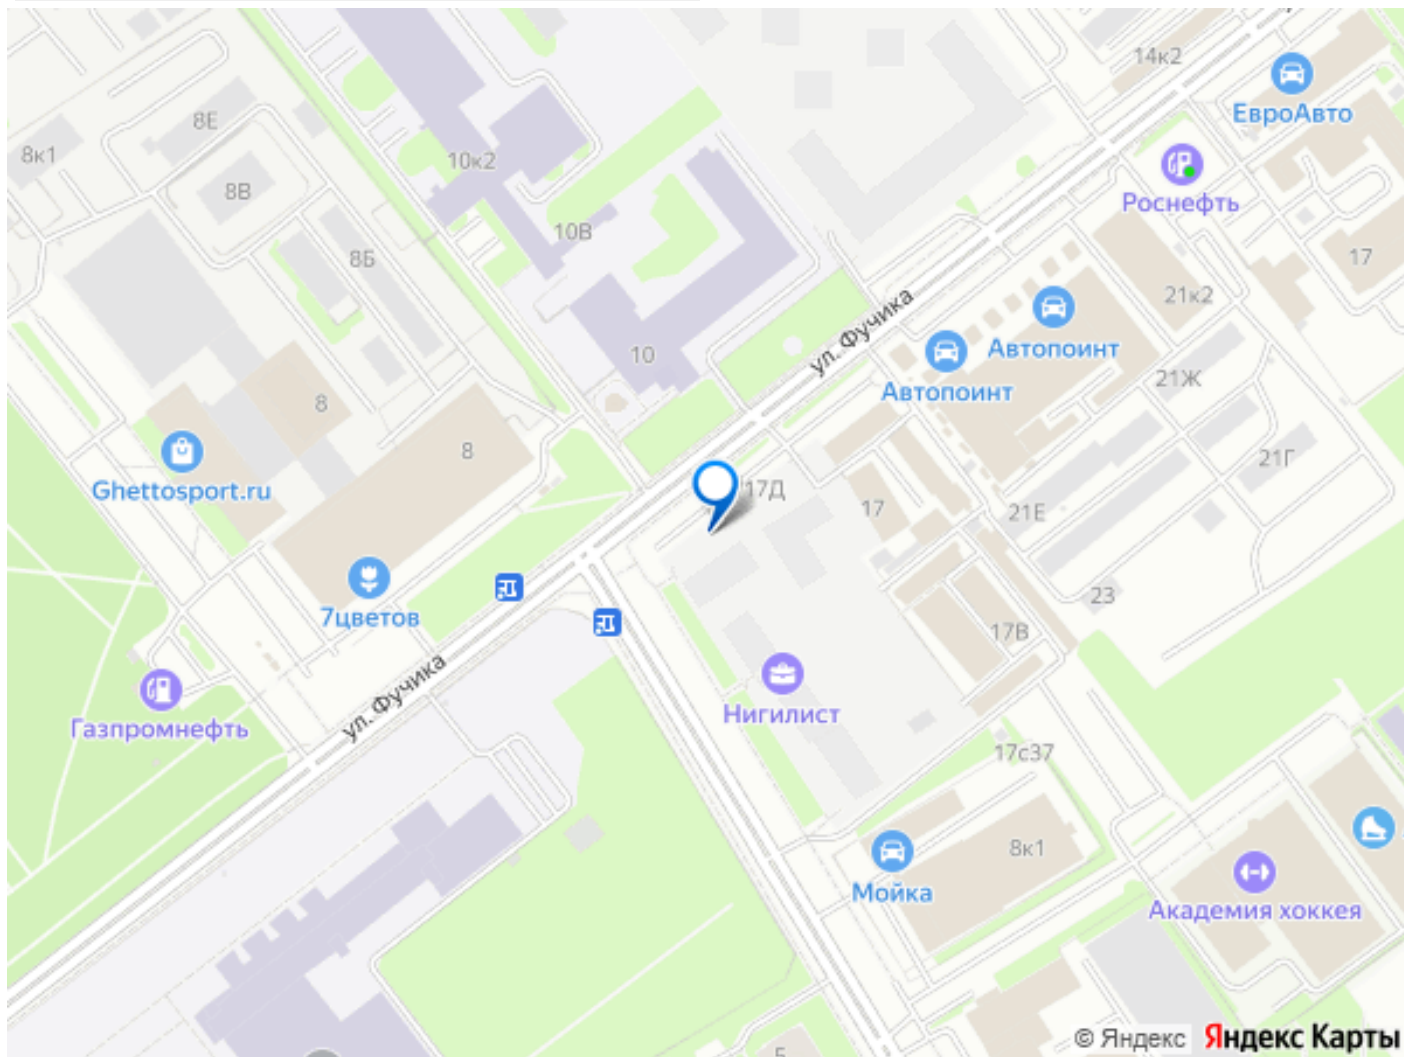 14к2
ЕвроАвто
8Е
8к1
10к2
8В
Роснефть
10В
8Б
17
21к2
ул. Фучика
Автопоинт
10
Автопоинт
21Ж
8
8
21Г
Ghettosport.ru
17Д
17
21Е
7цветов
23
17В
ул. Фучика
Нигилист
Газпромнефть
17с37
8к1
Мойка
Академия хоккея
5
© Яндекс Яндекс Карты